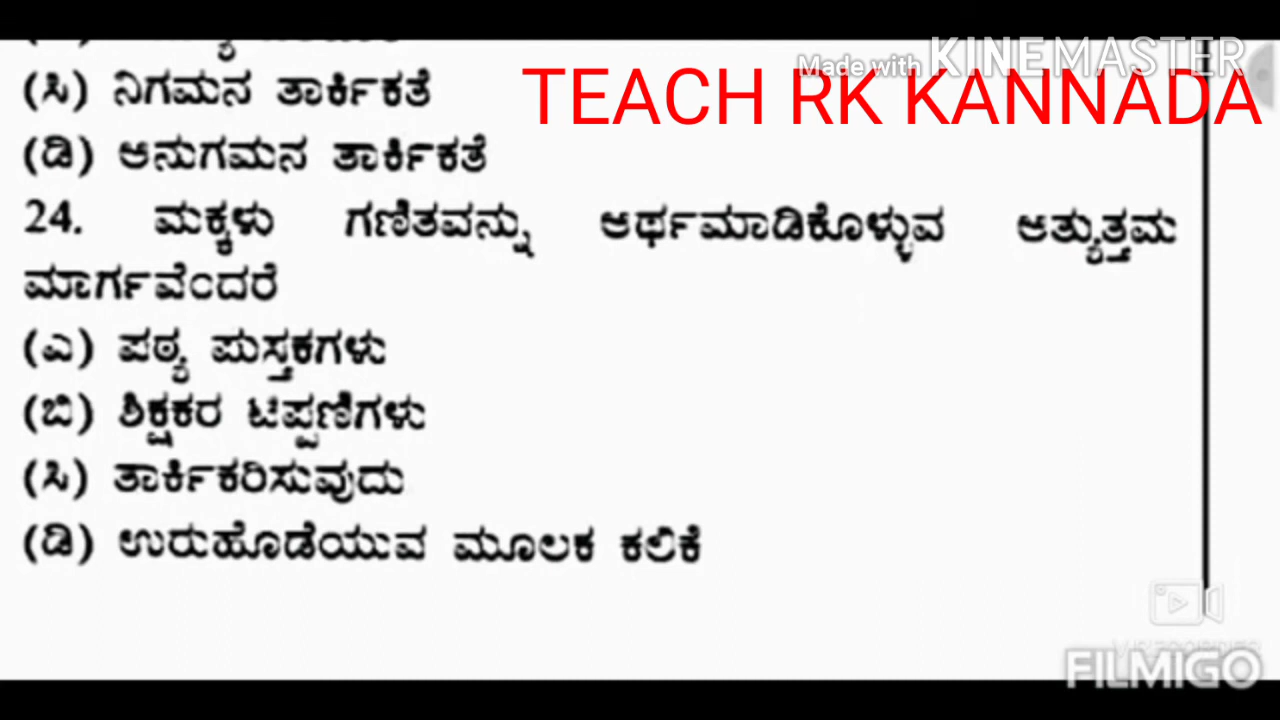 Made with KINEMASTER
TEACH RK KANNADA
(ಸಿ) ನಿಗಮನ ತಾರ್ಕಿಕತೆ
(ಡಿ) ಅನುಗಮನ ತಾರ್ಕಿಕತೆ
24. ಮಕ್ಕಳು ಗಣಿತವನ್ನು ಅರ್ಥಮಾಡಿಕೊಳ್ಳುವ ಅತ್ಯುತ್ತಮ
ಮಾರ್ಗವೆಂದರೆ
(ಎ) ಪಠ್ಯ ಪುಸ್ತಕಗಳು
(ಬಿ) ಶಿಕ್ಷಕರ ಟಿಪ್ಪಣಿಗಳು
(ಸಿ) ತಾರ್ಕಿಕರಿಸುವುದು
(ಡಿ) ಉರುಹೊಡೆಯುವ ಮೂಲಕ ಕಲಿಕೆ
FILMIGO